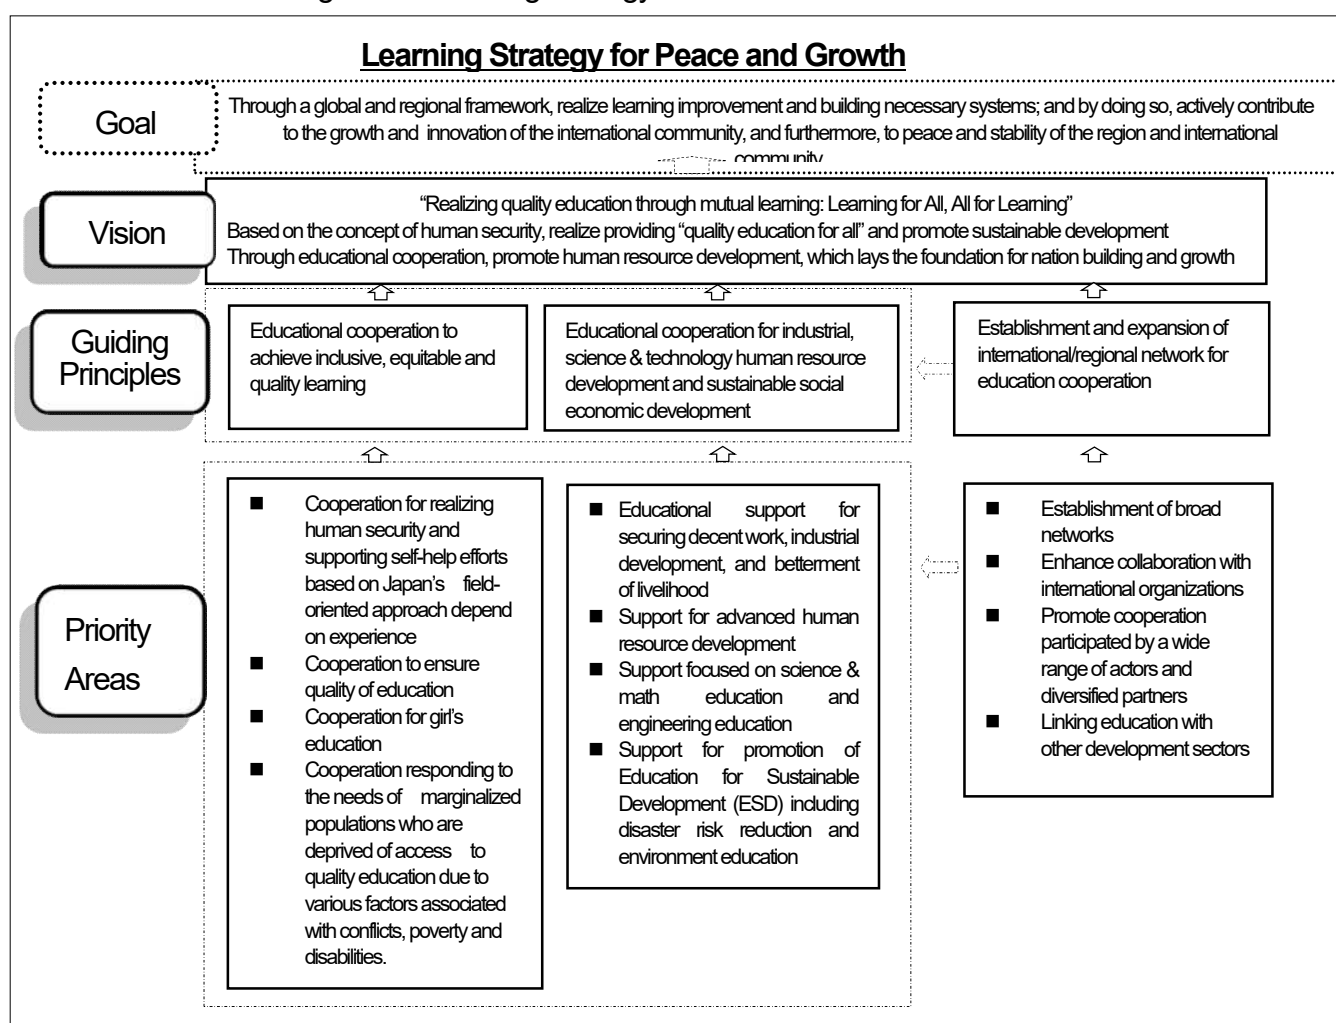 Learning Strategy for Peace and Growth
Goal
Through a global and regional framework, realize learning improvement and building necessary systems; and by doing so, actively contribute
to the growth and innovation of the international community, and furthermore, to peace and stability of the region and international
community
Vision
“Realizing quality education through mutual learning: Learning for All, All for Learning”
Based on the concept of human security, realize providing “quality education for all” and promote sustainable development
Through educational cooperation, promote human resource development, which lays the foundation for nation building and growth
Guiding
Principles
Educational cooperation to
achieve inclusive, equitable and
quality learning
Educational cooperation for industrial,
science & technology human resource
development and sustainable social
economic development
Establishment and expansion of
international/regional network for
education cooperation
Priority
Areas
■ Cooperation for realizing
human security and
supporting self-help efforts
based on Japan’s field-
oriented approach depend
on experience
■ Cooperation to ensure
quality of education
■ Cooperation for girl’s
education
■ Cooperation responding to
the needs of marginalized
populations who are
deprived of access to
quality education due to
various factors associated
with conflicts, poverty and
disabilities.
■ Educational support for
securing decent work, industrial
development, and betterment
of livelihood
■ Support for advanced human
resource development
■ Support focused on science &
math education and
engineering education
■ Support for promotion of
Education for Sustainable
Development (ESD) including
disaster risk reduction and
environment education
■ Establishment of broad
networks
■ Enhance collaboration with
international organizations
■ Promote cooperation
participated by a wide
range of actors and
diversified partners
■ Linking education with
other development sectors